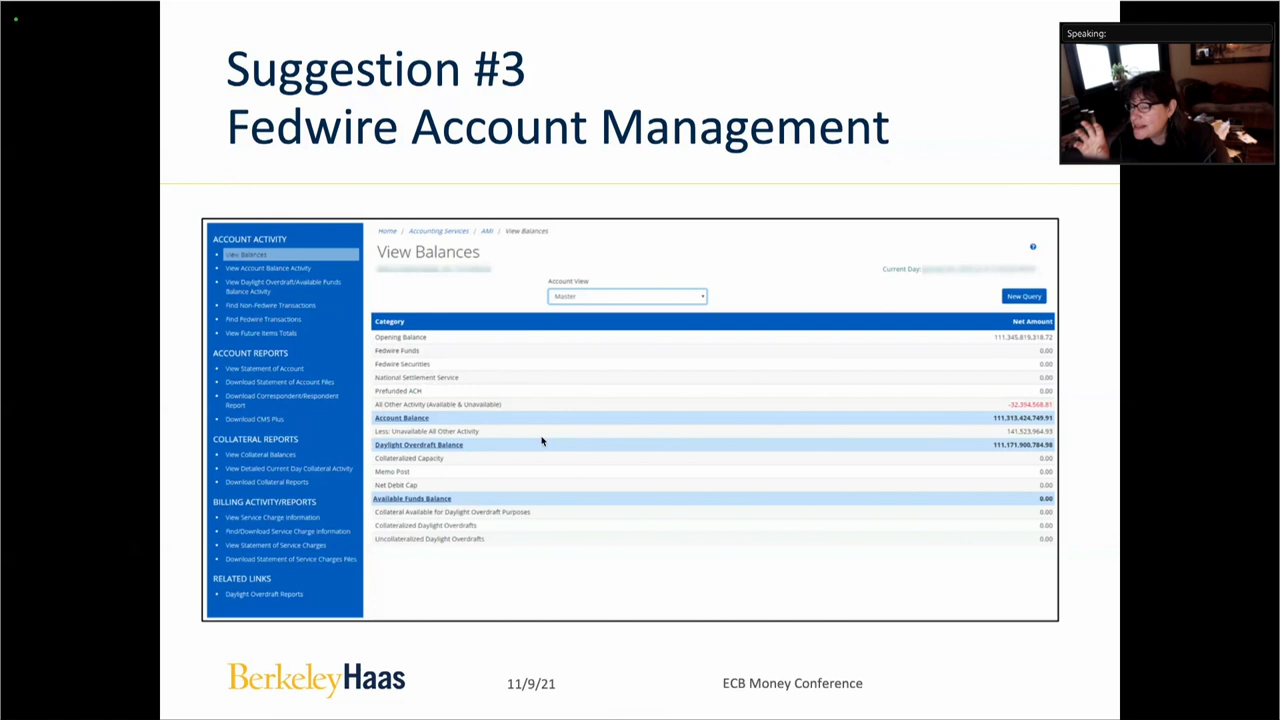 Suggestion #3
Fedwire Account Management
Speaking:
ACCOUNT ACTIVITY
View Balances
View Account Balance Activity
View Daylight Overdraft/Available Funds
Balance Activity
Find Non-Fedwire Transactions
Find Fedwire Transactions
View Future Items Totals
ACCOUNT REPORTS
View Statement of Account
Download Statement of Account Files
Download Correspondent/Respondent
Report
Download CMS Plus
COLLATERAL REPORTS
View Collateral Balances
View Detailed Current Day Collateral Activity
Download Collateral Reports
BILLING ACTIVITY/REPORTS
View Service Charge Information
Find/Download Service Charge Information
View Statement of Service Charges
Download Statement of Service Charges Files
RELATED LINKS
Daylight Overdraft Reports
Home / Accounting Services / AMI / View Balances
View Balances
Current Day:
Account View
Master
New Query
Category Net Amount
Opening Balance 111,345,819,318.72
Fedwire Funds 0.00
Fedwire Securities 0.00
National Settlement Service 0.00
Prefunded ACH 0.00
All Other Activity (Available & Unavailable) -32,394,568.81
Account Balance 111,313,424,749.91
Less: Unavailable All Other Activity 141,523,964.93
Daylight Overdraft Balance 111,171,900,784.98
Collateralized Capacity 0.00
Memo Post 0.00
Net Debit Cap 0.00
Available Funds Balance 0.00
Collateral Available for Daylight Overdraft Purposes 0.00
Collateralized Daylight Overdrafts 0.00
Uncollateralized Daylight Overdrafts 0.00
BerkeleyHaas
11/9/21
ECB Money Conference